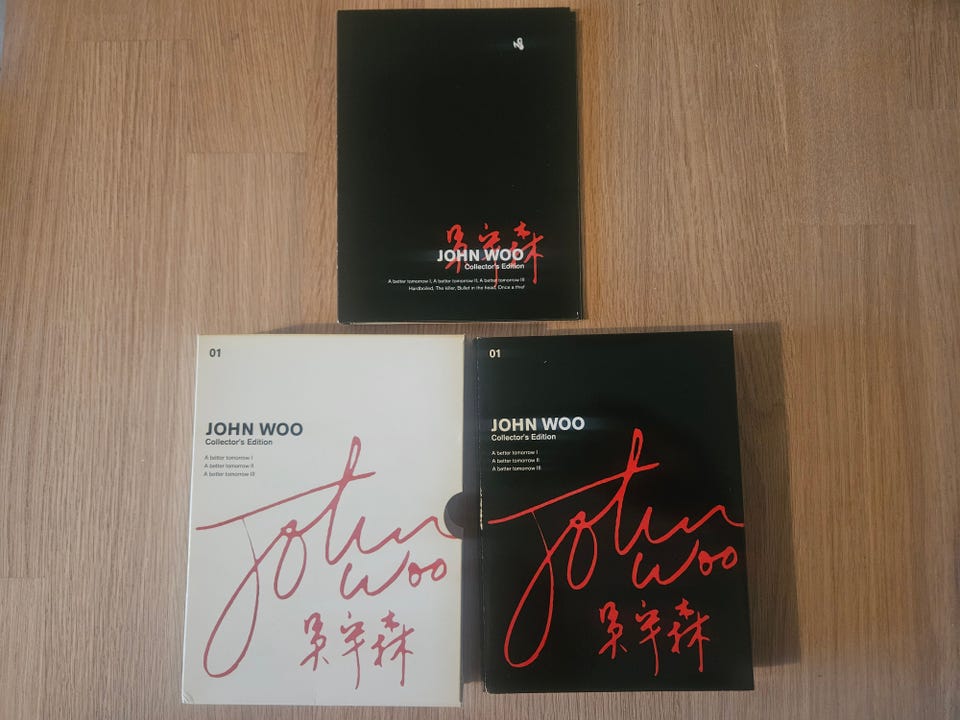 吴宇森
JOHN WOO
Collector's Edition
A better tomorrow I, A better tomorrow II, A better tomorrow III
Hardboiled, The killer, Bullet in the head, Once a thief
01
JOHN WOO
Collector's Edition
A better tomorrow I
A better tomorrow II
A better tomorrow III
John
Woo
吴宇森
01
JOHN WOO
Collector's Edition
A better tomorrow I
A better tomorrow II
A better tomorrow III
John
Woo
吴宇森